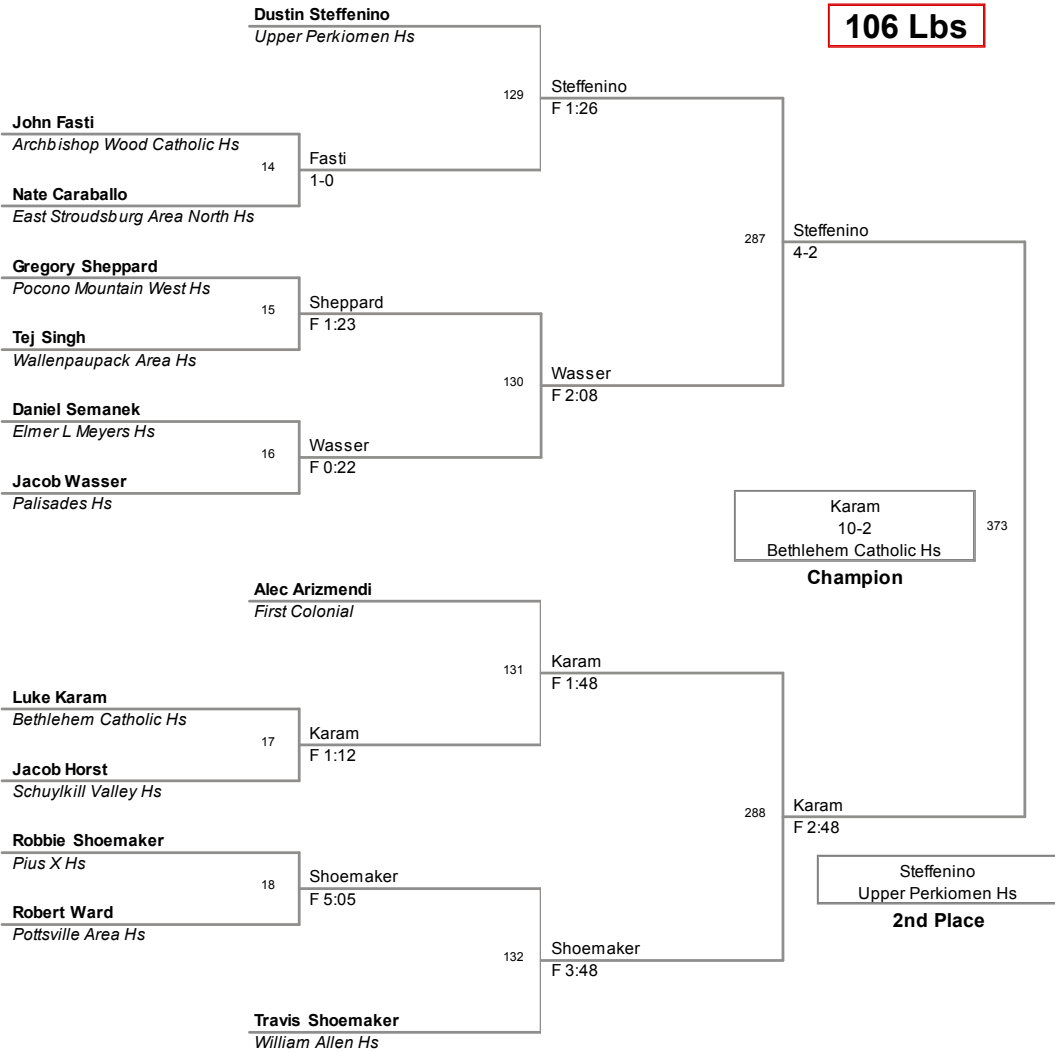 Dustin Steffenino
Upper Perkiomen Hs
106 Lbs
129
Steffenino
F 1:26
John Fasti
Archbishop Wood Catholic Hs
14
Fasti
1-0
Nate Caraballo
East Stroudsburg Area North Hs
287
Steffenino
4-2
Gregory Sheppard
Pocono Mountain West Hs
15
Sheppard
F 1:23
Tej Singh
Wallenpaupack Area Hs
130
Wasser
F 2:08
Daniel Semanek
Elmer L Meyers Hs
16
Wasser
F 0:22
Jacob Wasser
Palisades Hs
Karam
10-2
Bethlehem Catholic Hs
373
Champion
Alec Arizmendi
First Colonial
131
Karam
F 1:48
Luke Karam
Bethlehem Catholic Hs
17
Karam
F 1:12
Jacob Horst
Schuylkill Valley Hs
288
Karam
F 2:48
Robbie Shoemaker
Pius X Hs
18
Shoemaker
F 5:05
Robert Ward
Pottsville Area Hs
Steffenino
Upper Perkiomen Hs
2nd Place
132
Shoemaker
F 3:48
Travis Shoemaker
William Allen Hs